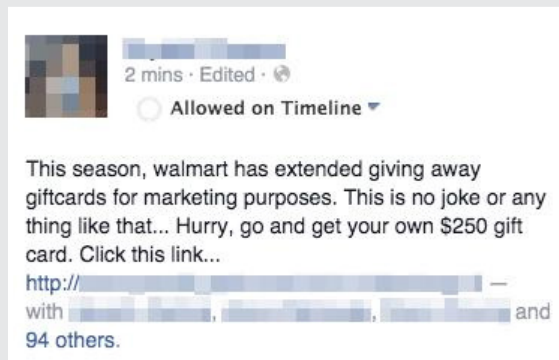 2 mins · Edited ·
Allowed on Timeline
This season, walmart has extended giving away
giftcards for marketing purposes. This is no joke or any
thing like that... Hurry, go and get your own $250 gift
card. Click this link...
http:// —
with , , and
94 others.